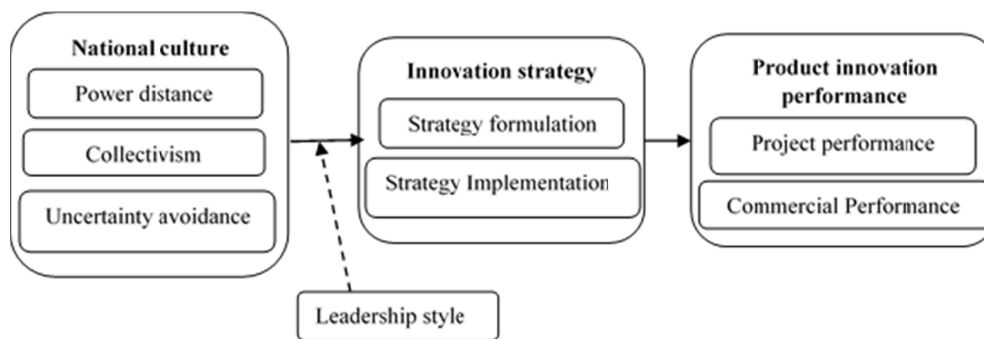 National culture
Power distance
Collectivism
Uncertainty avoidance
Innovation strategy
Strategy formulation
Strategy Implementation
Product innovation
performance
Project performance
Commercial Performance
Leadership style